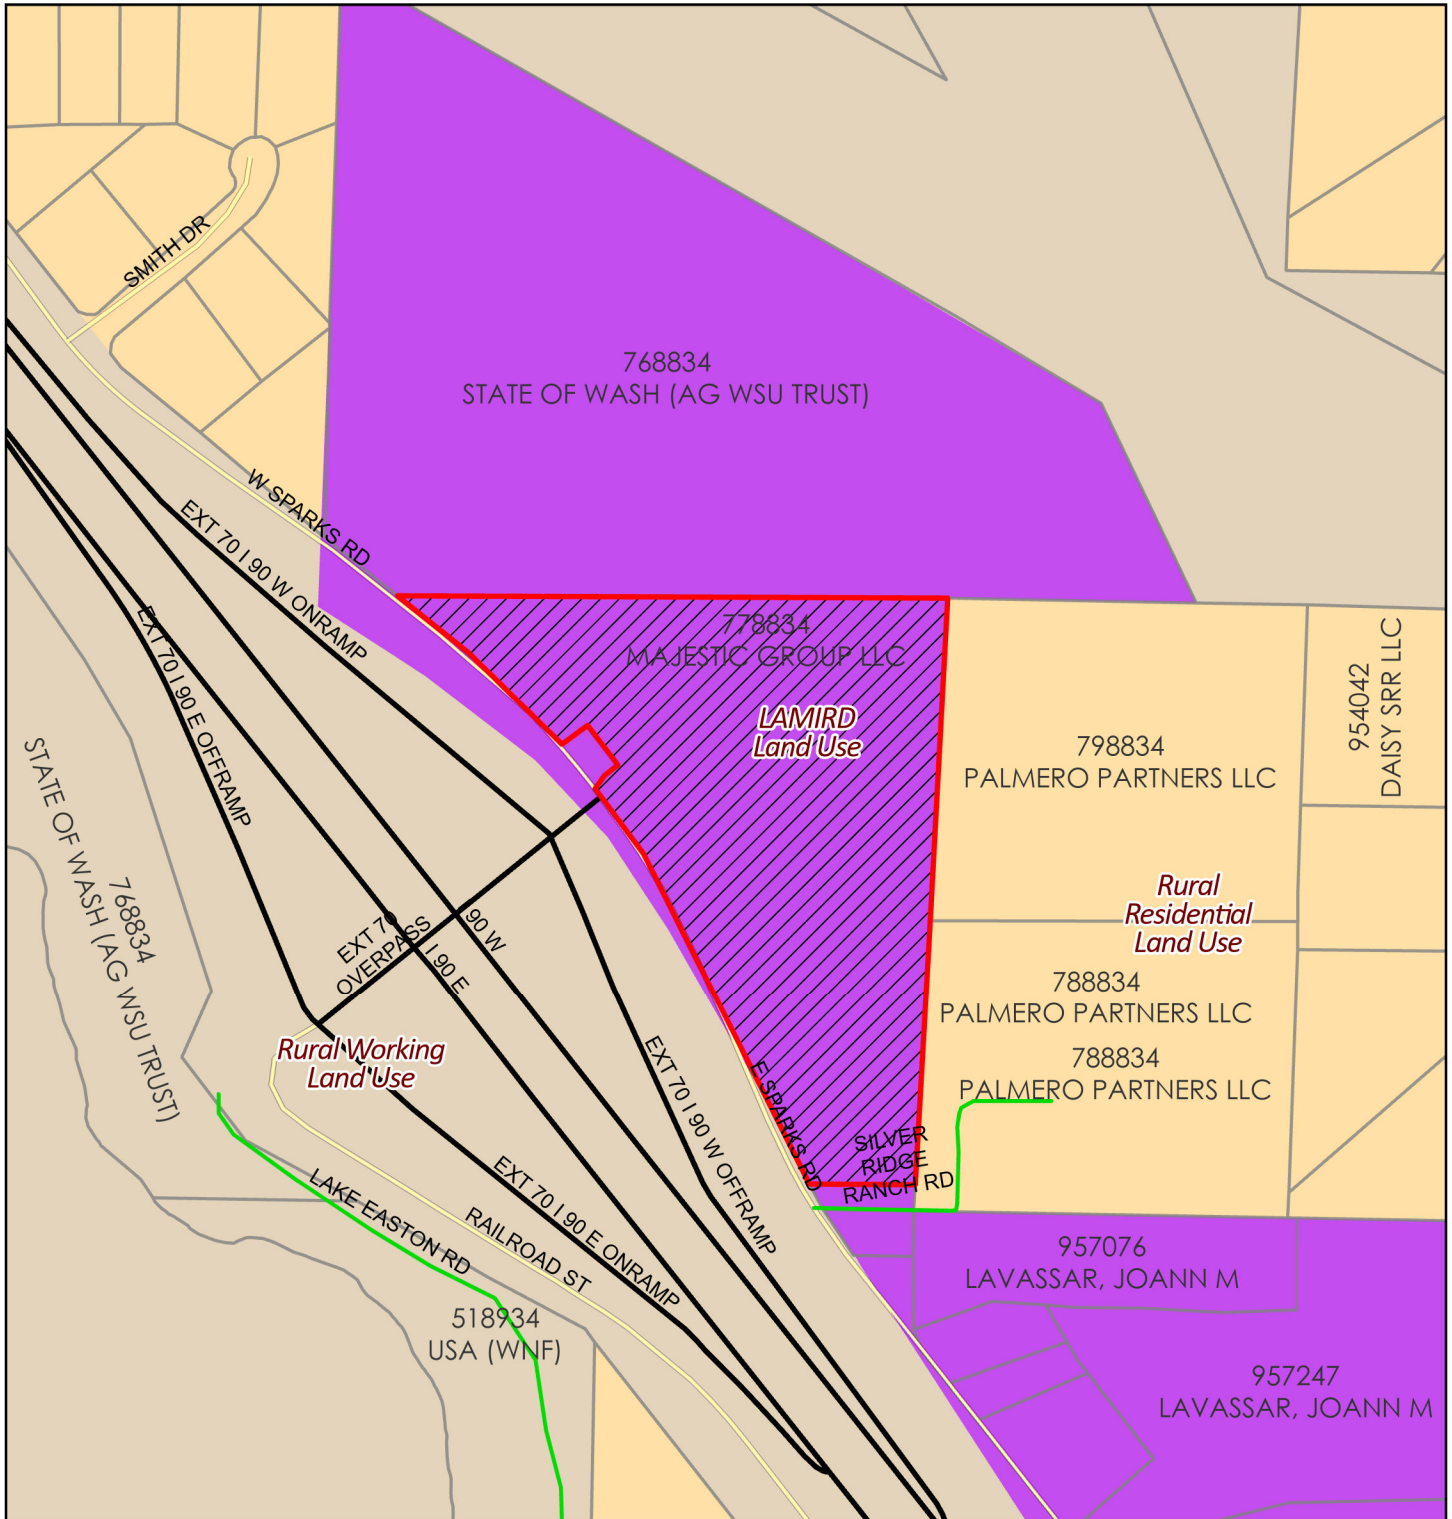 SMITH DR
768834
STATE OF WASH (AG WSU TRUST)
W SPARKS RD
EXT 70 I 90 W ONRAMP
EXT 70 I 90 E OFFRAMP
778834
MAJESTIC GROUP LLC
LAMIRD
Land Use
954042
DAISY SRR LLC
798834
PALMERO PARTNERS LLC
768834
STATE OF WASH (AG WSU TRUST)
Rural
Residential
Land Use
EXT 70
OVERPASS
90 W
I 90 E
788834
PALMERO PARTNERS LLC
Rural Working
Land Use
788834
PALMERO PARTNERS LLC
EXT 70 I 90 W OFFRAMP
E SPARKS RD
SILVER
RIDGE
RANCH RD
LAKE EASTON RD
RAILROAD ST
EXT 70 I 90 E ONRAMP
957076
LAVASSAR, JOANN M
518934
USA (WNF)
957247
LAVASSAR, JOANN M